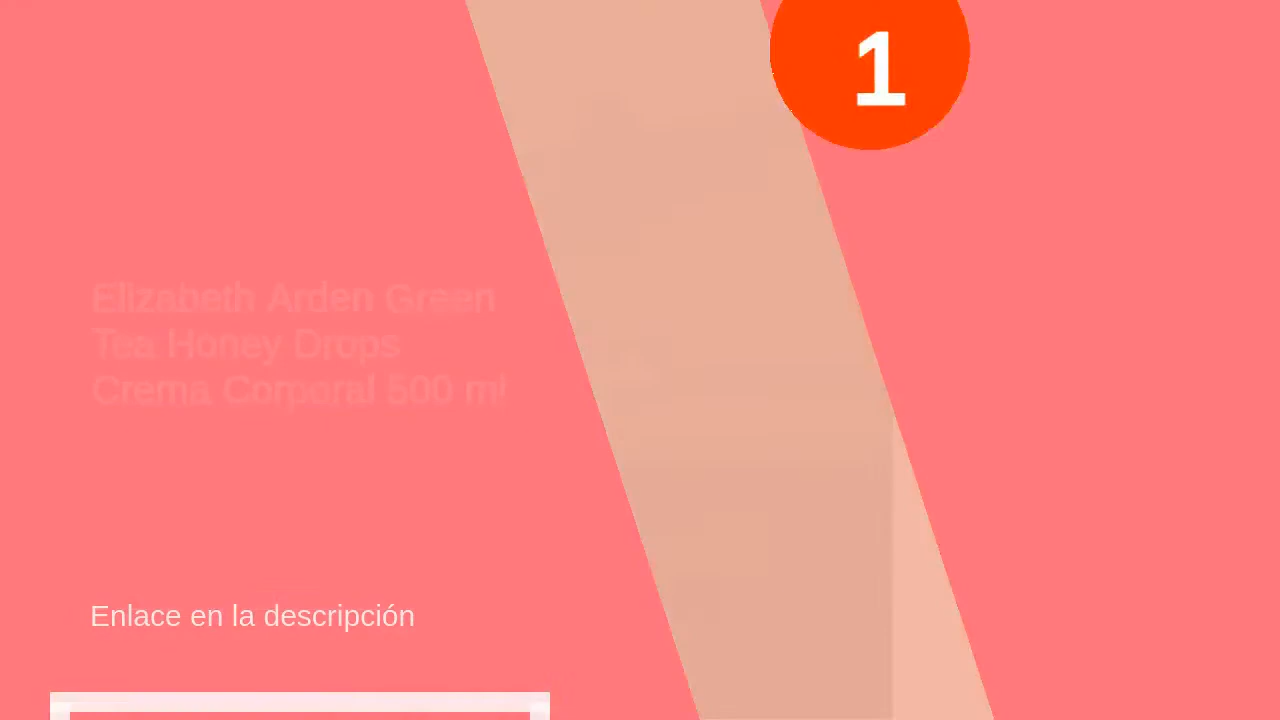 1
Elizabeth Arden Green
Tea Honey Drops
Crema Corporal 500 ml
Enlace en la descripción